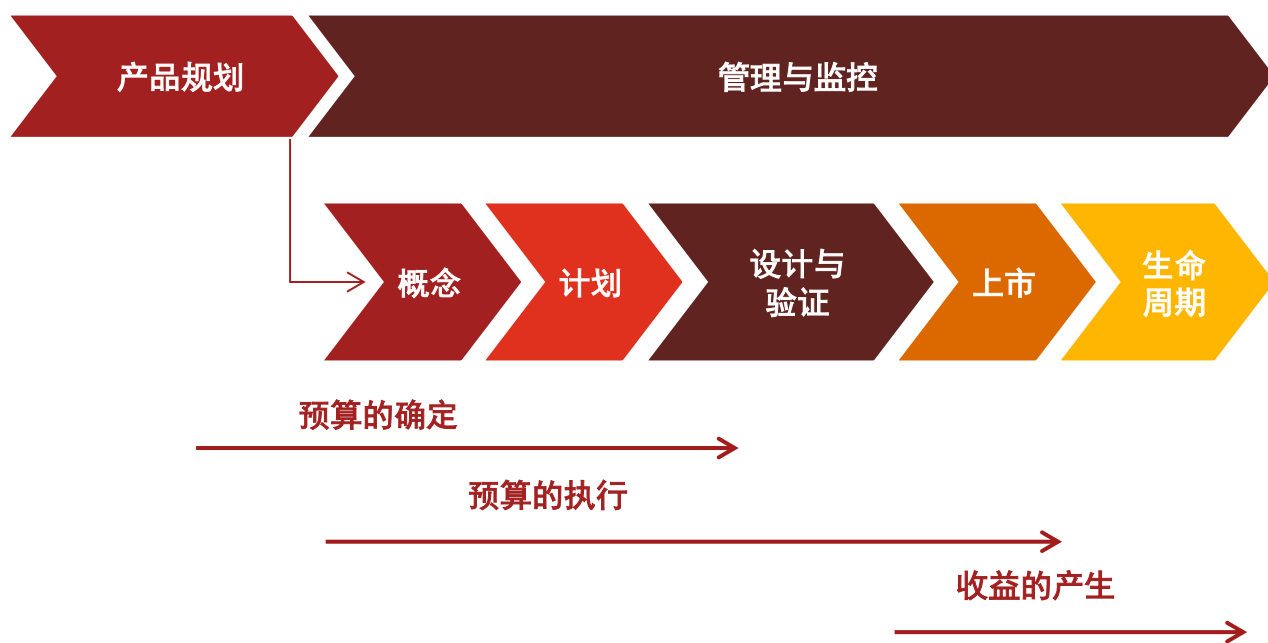 产品规划
管理与监控
概念
计划
设计与
验证
上市
生命
周期
预算的确定
预算的执行
收益的产生